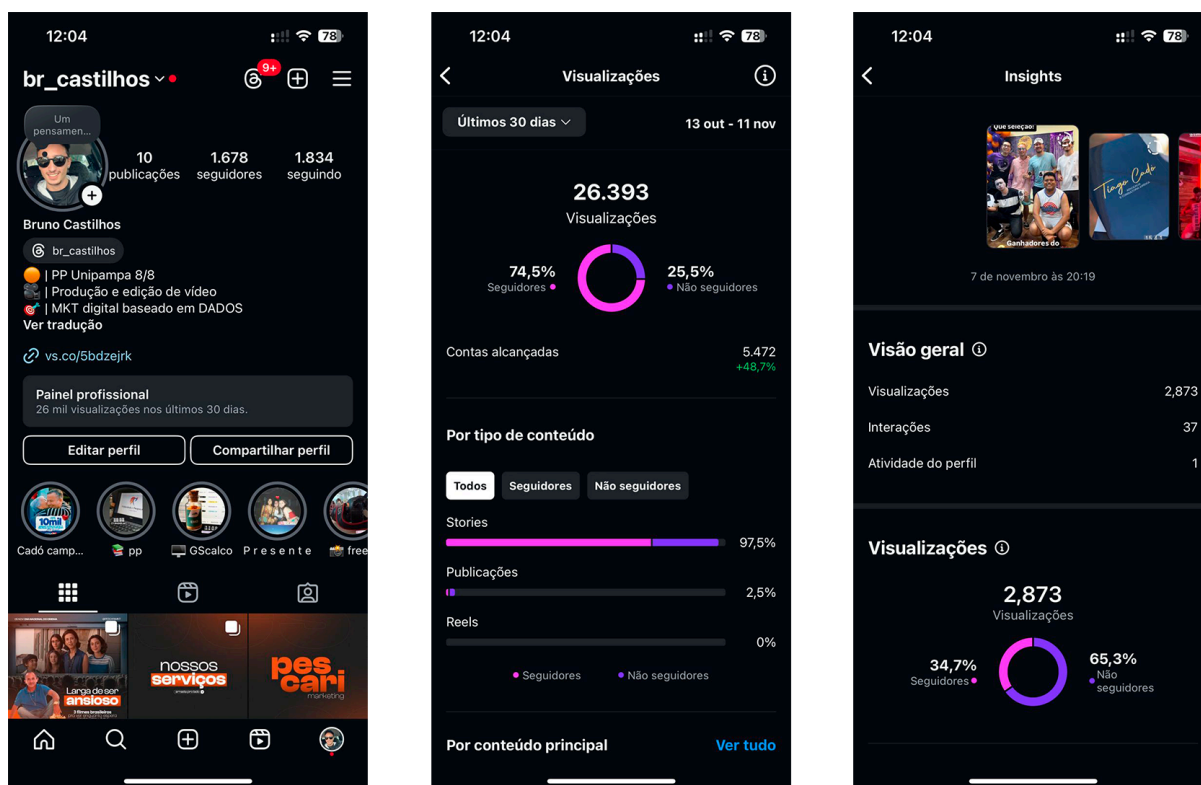 12:04
78
br_castilhos
9+
Um
pensamen...
10
publicações
1.678
seguidores
1.834
seguindo
Bruno Castilhos
br_castilhos
| PP Unipampa 8/8
| Produção e edição de vídeo
| MKT digital baseado em DADOS
Ver tradução
vs.co/5bdzejrk
Painel profissional
26 mil visualizações nos últimos 30 dias.
Editar perfil
Compartilhar perfil
10mil
Cadó camp...
pp
GScalco
P r e s e n t e
free
Larga de ser
ansioso
3 filmes brasileiros
nossos
serviços
pes
cari
marketing
12:04
78
Visualizações
Últimos 30 dias
13 out - 11 nov
26.393
Visualizações
74,5%
Seguidores
25,5%
Não seguidores
Contas alcançadas
5.472
+48,7%
Por tipo de conteúdo
Todos
Seguidores
Não seguidores
Stories
97,5%
Publicações
2,5%
Reels
0%
Seguidores
Não seguidores
Por conteúdo principal
Ver tudo
12:04
78
Insights
que seleção!
Ganhadores do
Tiago Cadó
7 de novembro às 20:19
Visão geral
Visualizações
2,873
Interações
37
Atividade do perfil
1
Visualizações
2,873
Visualizações
34,7%
Seguidores
65,3%
Não
seguidores